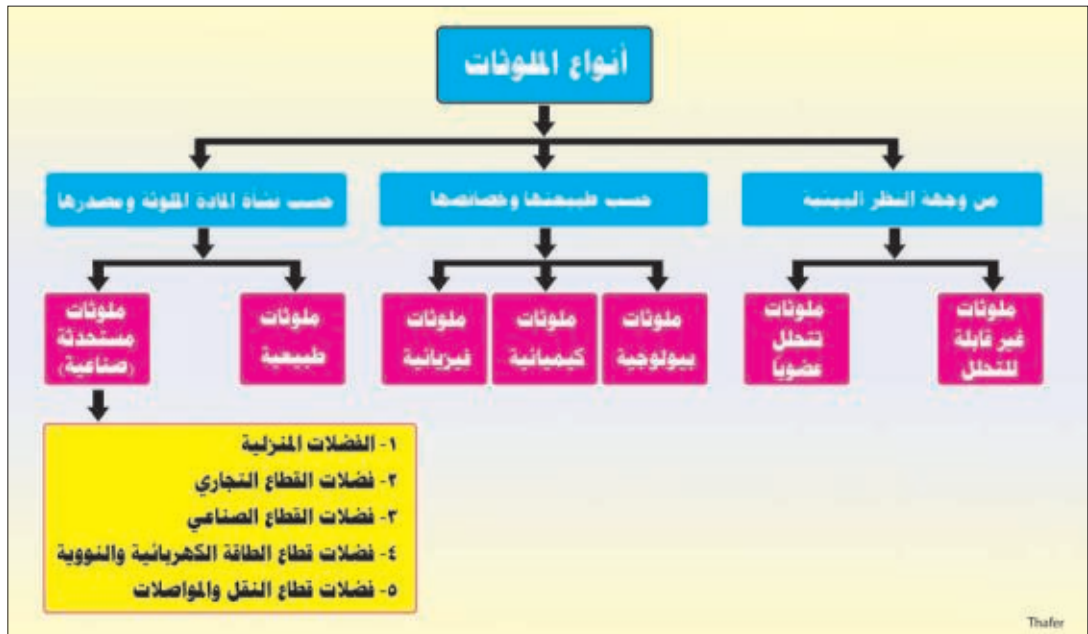 أنواع الملوثات
من وجهة النظر البيئية
حسب طبيعتها وخصائصها
حسب نشأة المادة الملوثة ومصدرها
ملوثات
غير قابلة
للتحلل
ملوثات
تتحلل
عضوياً
ملوثات
بيولوجية
ملوثات
كيميائية
ملوثات
فيزيائية
ملوثات
طبيعية
ملوثات
مستحدثة
(صناعية)
١- الفضلات المنزلية
٢- فضلات القطاع التجاري
٣- فضلات القطاع الصناعي
٤- فضلات قطاع الطاقة الكهربائية والنووية
٥- فضلات قطاع النقل والمواصلات
Thafer